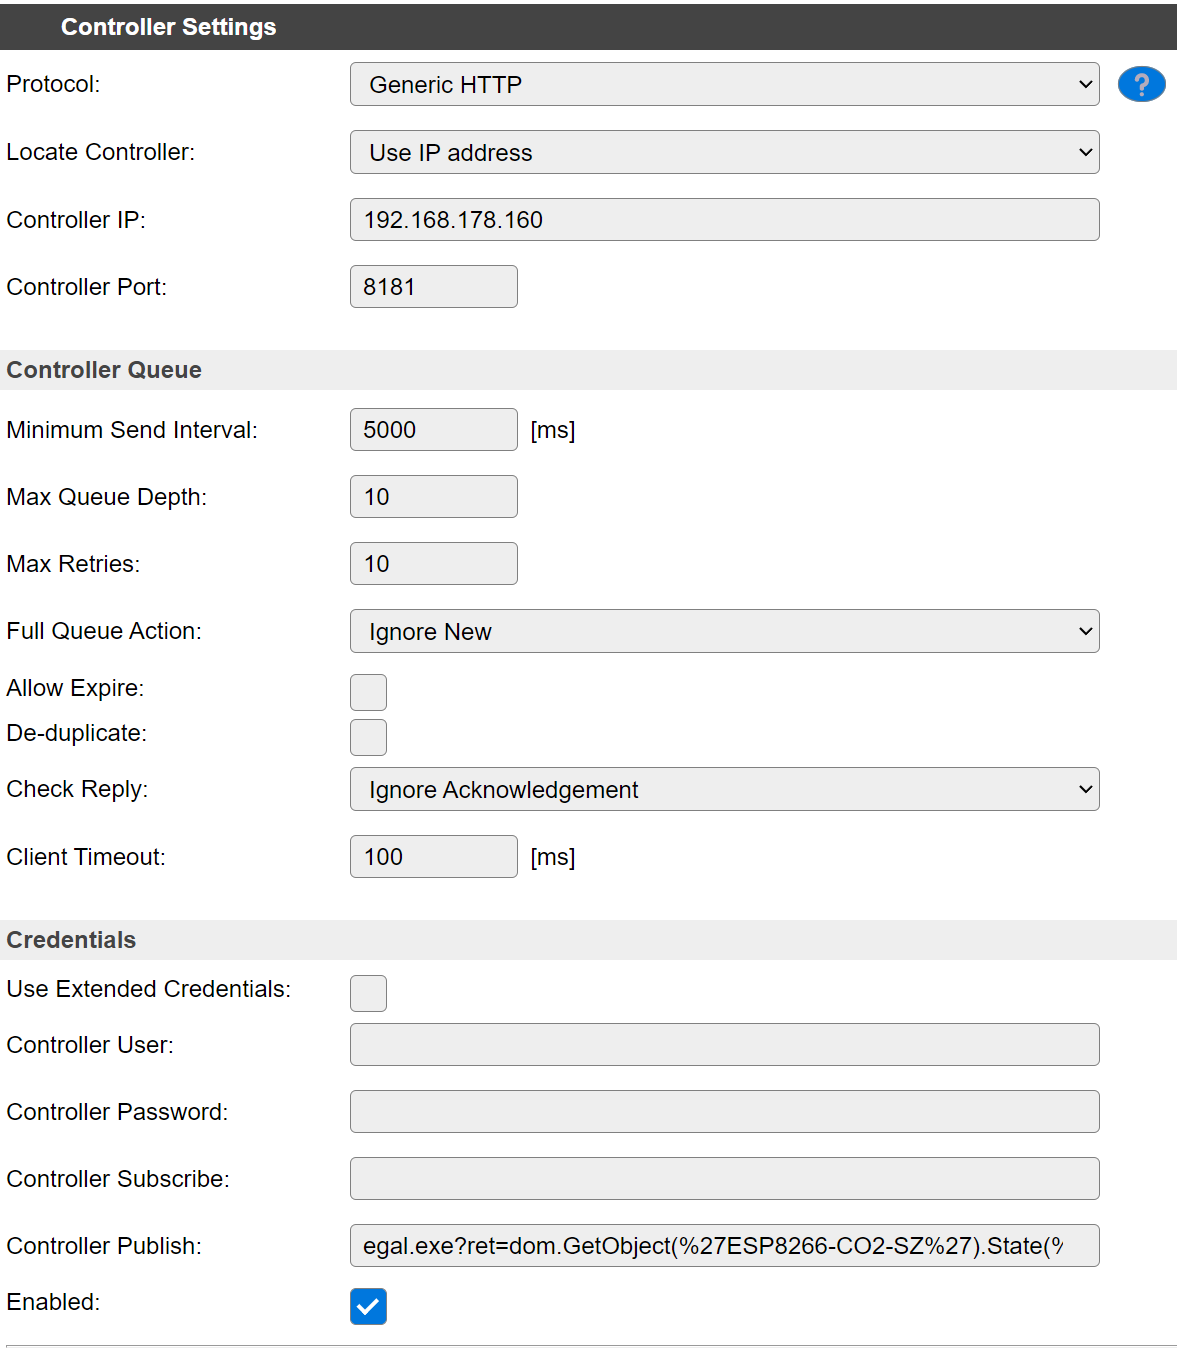 Controller Settings
Protocol: Generic HTTP ?
Locate Controller: Use IP address
Controller IP: 192.168.178.160
Controller Port: 8181
Controller Queue
Minimum Send Interval: 5000 [ms]
Max Queue Depth: 10
Max Retries: 10
Full Queue Action: Ignore New
Allow Expire:
De-duplicate:
Check Reply: Ignore Acknowledgement
Client Timeout: 100 [ms]
Credentials
Use Extended Credentials:
Controller User:
Controller Password:
Controller Subscribe:
Controller Publish: egal.exe?ret=dom.GetObject(%27ESP8266-CO2-SZ%27).State(%
Enabled: